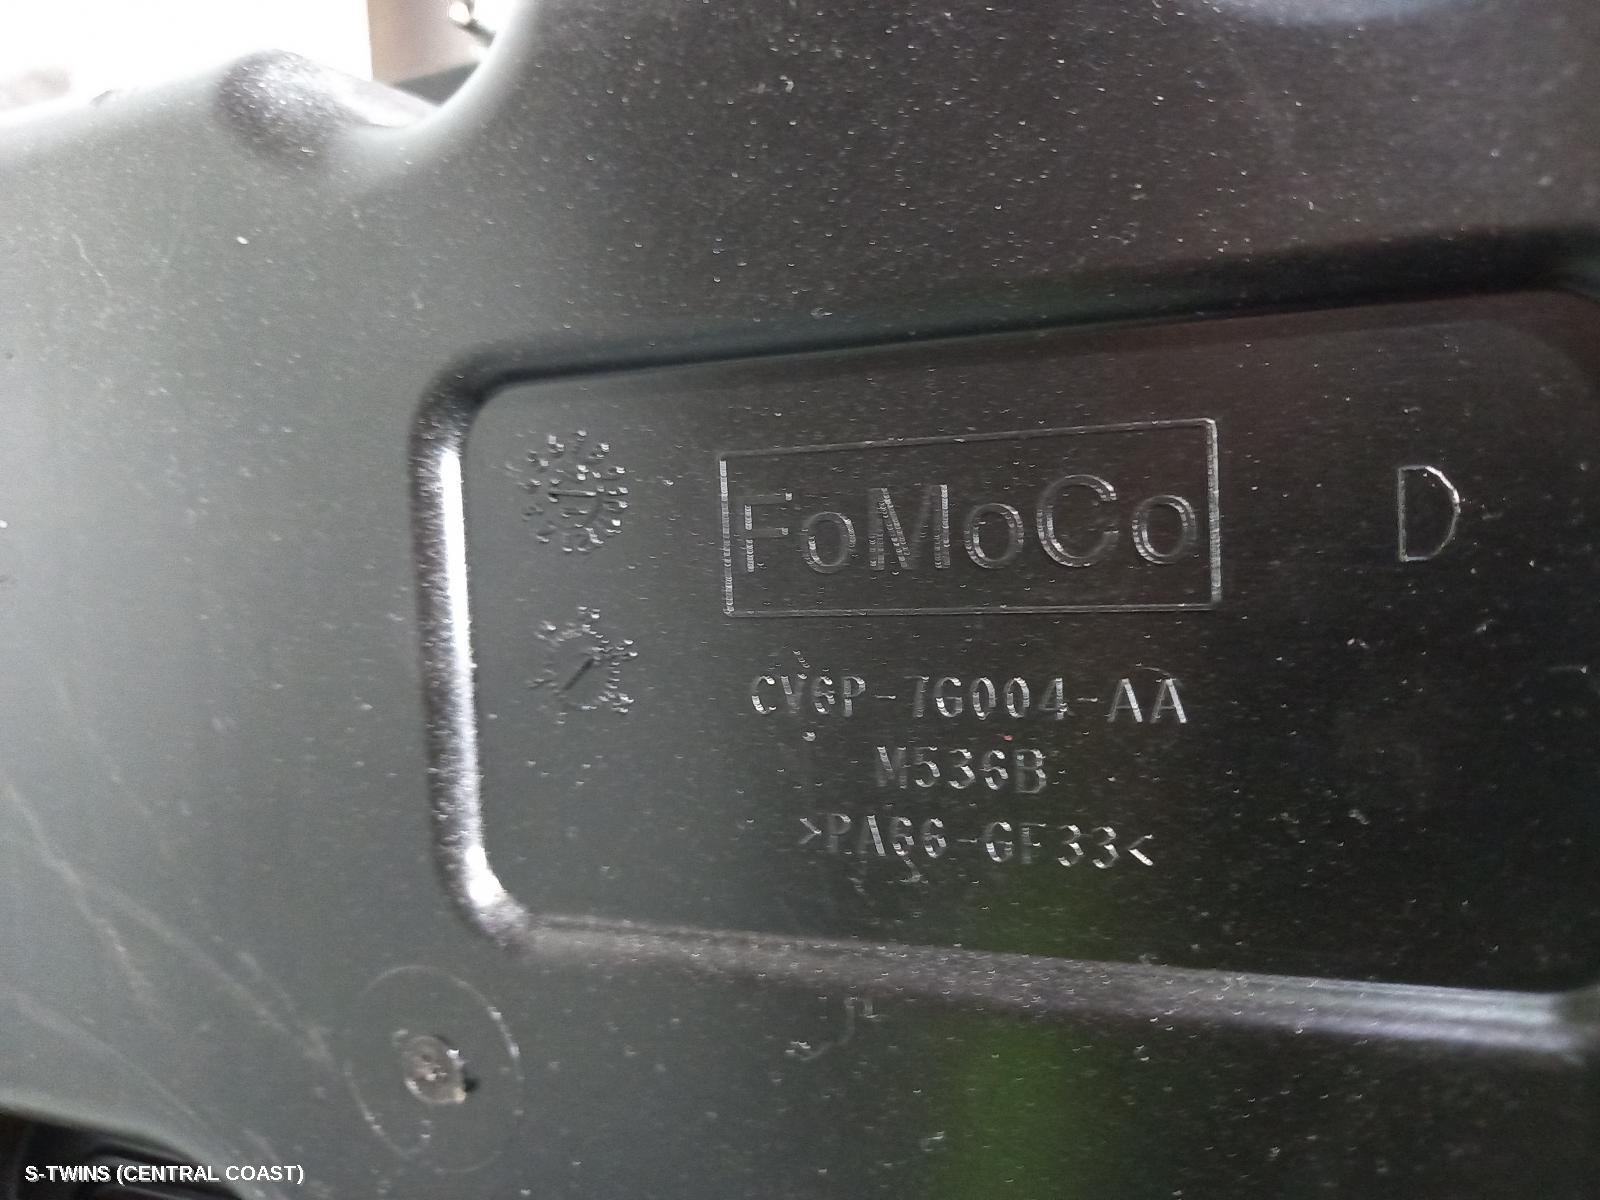 FoMoCo
D
CV6P-7G004-AA
M536B
>PA66-GF33<
S-TWINS (CENTRAL COAST)